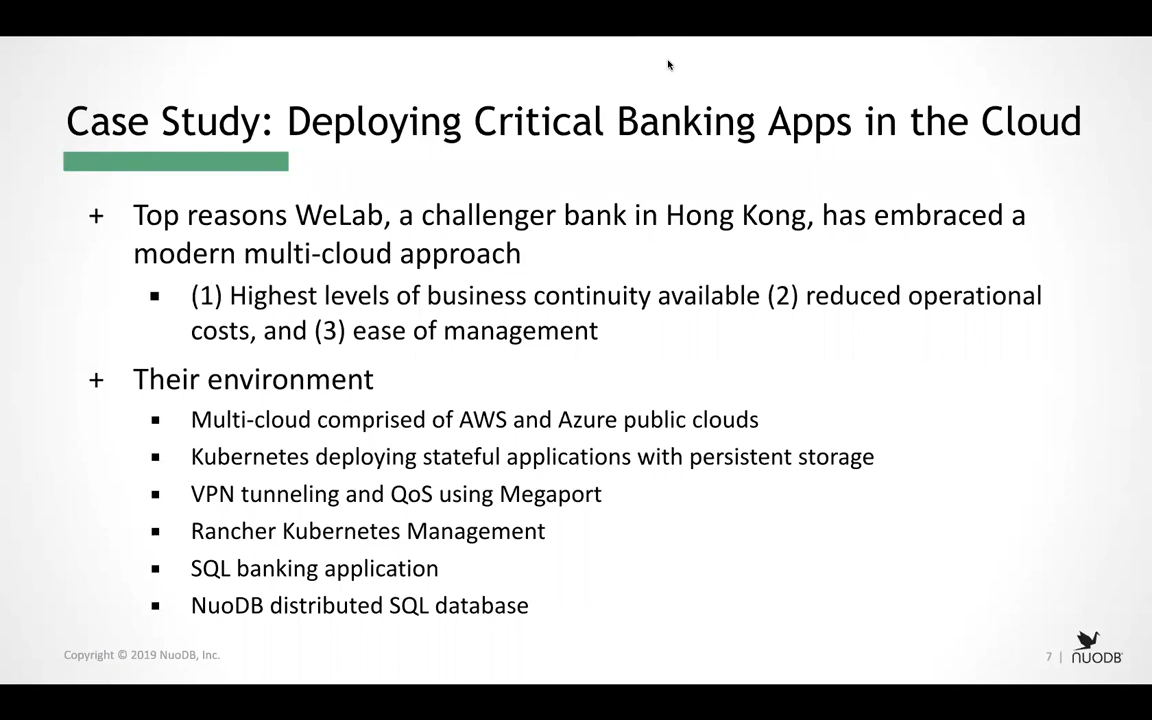 Case Study: Deploying Critical Banking Apps in the Cloud
+ Top reasons WeLab, a challenger bank in Hong Kong, has embraced a
modern multi-cloud approach
▪ (1) Highest levels of business continuity available (2) reduced operational
costs, and (3) ease of management
+ Their environment
▪ Multi-cloud comprised of AWS and Azure public clouds
▪ Kubernetes deploying stateful applications with persistent storage
▪ VPN tunneling and QoS using Megaport
▪ Rancher Kubernetes Management
▪ SQL banking application
▪ NuoDB distributed SQL database
Copyright © 2019 NuoDB, Inc.
7 | NUODB